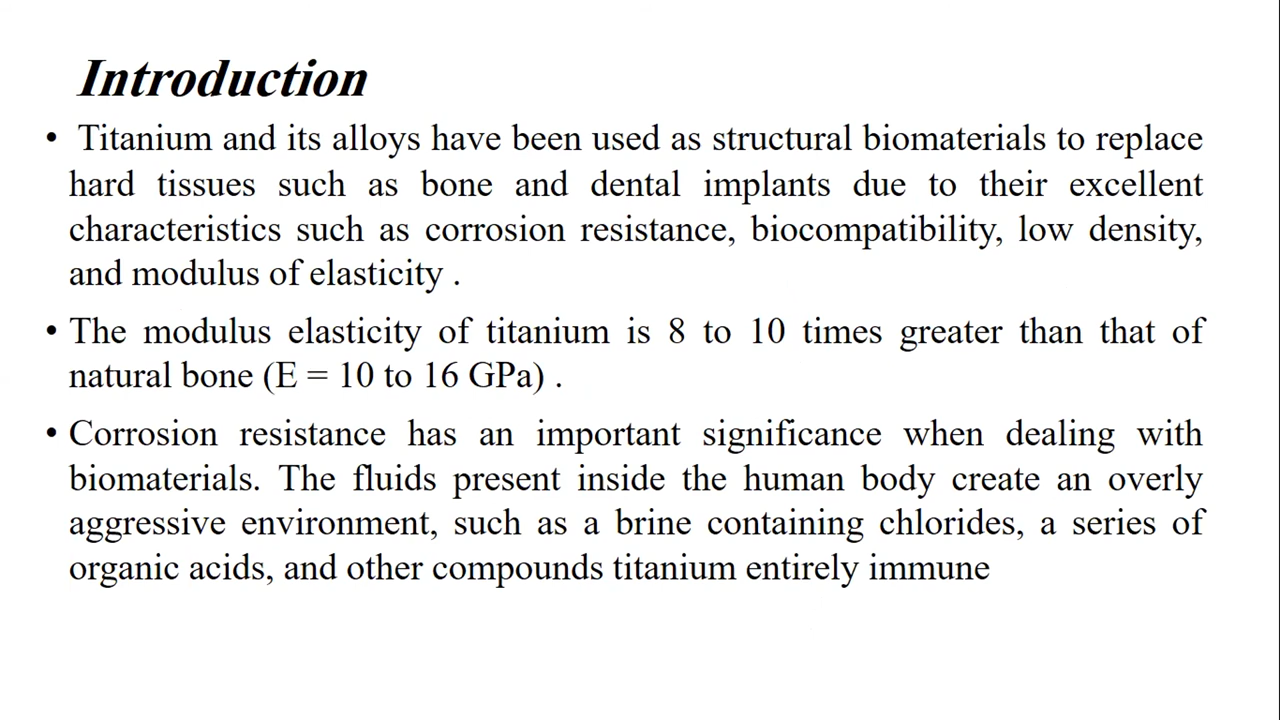 Introduction
• Titanium and its alloys have been used as structural biomaterials to replace
hard tissues such as bone and dental implants due to their excellent
characteristics such as corrosion resistance, biocompatibility, low density,
and modulus of elasticity .
• The modulus elasticity of titanium is 8 to 10 times greater than that of
natural bone (E = 10 to 16 GPa) .
• Corrosion resistance has an important significance when dealing with
biomaterials. The fluids present inside the human body create an overly
aggressive environment, such as a brine containing chlorides, a series of
organic acids, and other compounds titanium entirely immune